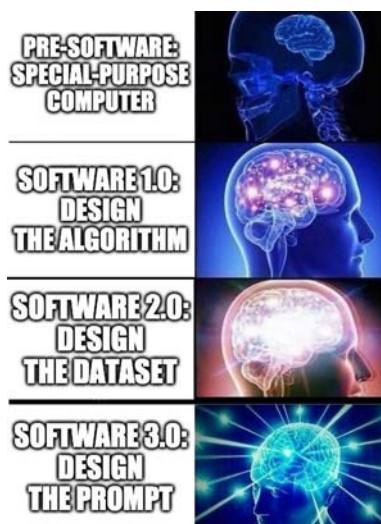 PRE-SOFTWARE:
SPECIAL-PURPOSE
COMPUTER
SOFTWARE 1.0:
DESIGN
THE ALGORITHM
SOFTWARE 2.0:
DESIGN
THE DATASET
SOFTWARE 3.0:
DESIGN
THE PROMPT